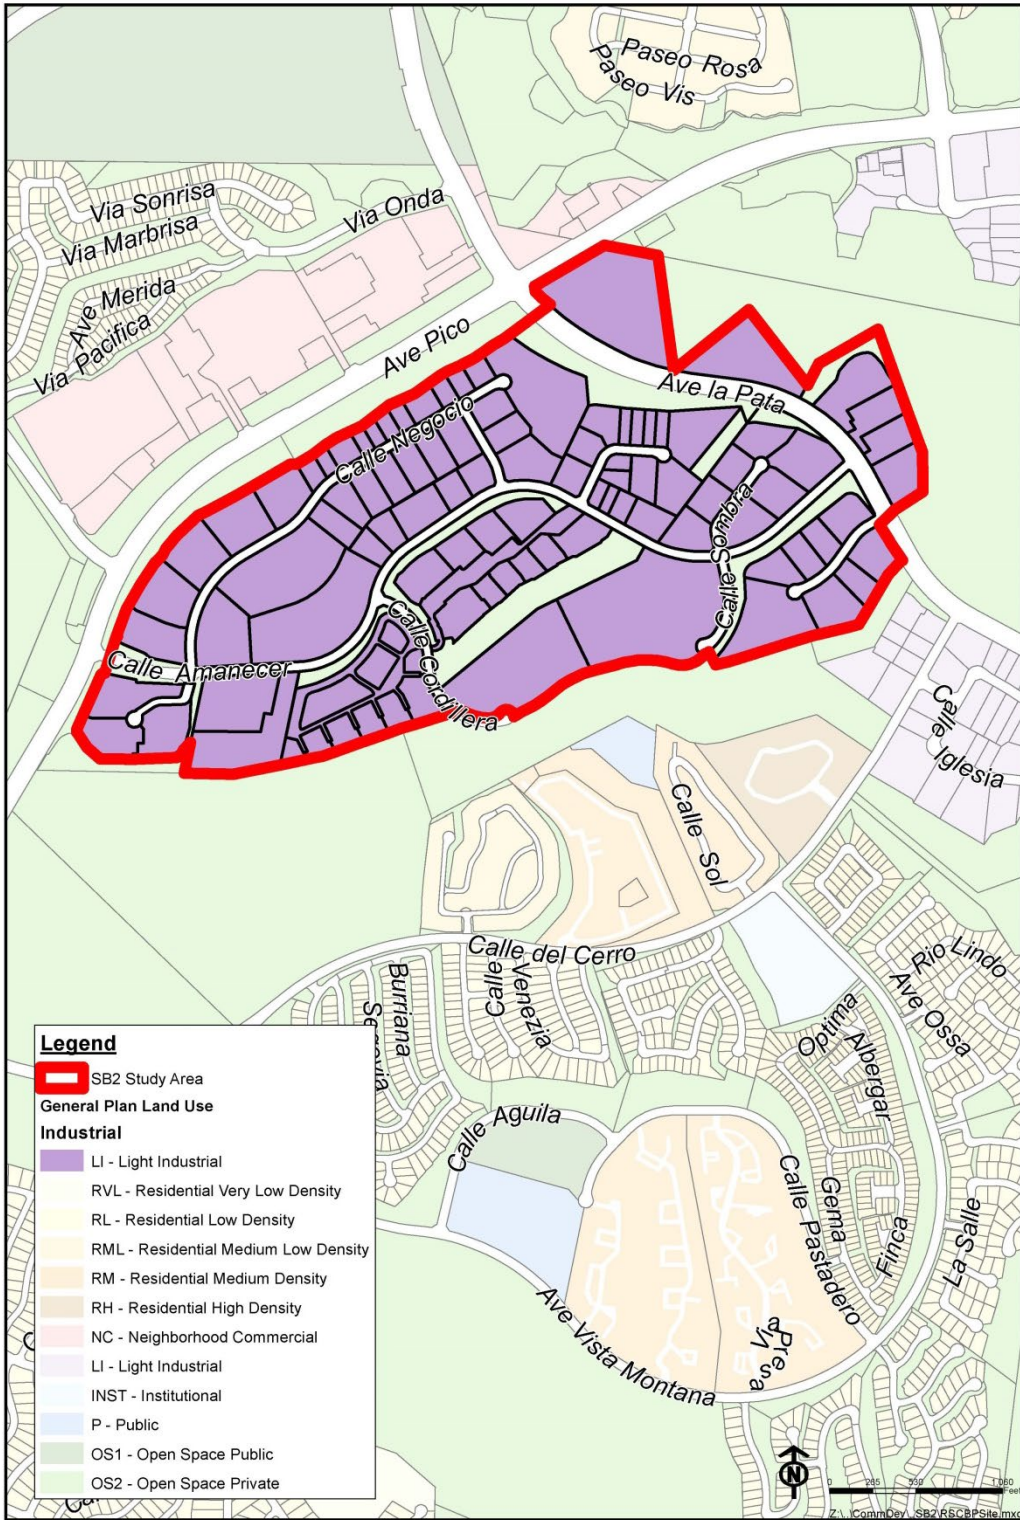 Paseo Rosa
Paseo Vis
Via Sonrisa
Via Onda
Via Marbrisa
Ave Merida
Via Pacifica
Ave Pico
Ave la Pata
Calle Negocio
Calle Sombra
Calle Amanecer
Calle Cordillera
Calle Iglesia
Calle Sol
Calle del Cerro
Calle Venezia
Burriana
Segovia
Rio Lindo
Ave Ossa
Optima
Albergar
Calle Aguila
Calle Pastadero
Gema
Finca
La Salle
Ave Vista Montana
Via Presa
Legend
SB2 Study Area
General Plan Land Use
Industrial
LI - Light Industrial
RVL - Residential Very Low Density
RL - Residential Low Density
RML - Residential Medium Low Density
RM - Residential Medium Density
RH - Residential High Density
NC - Neighborhood Commercial
LI - Light Industrial
INST - Institutional
P - Public
OS1 - Open Space Public
OS2 - Open Space Private
N
0 265 530 1,060
Feet